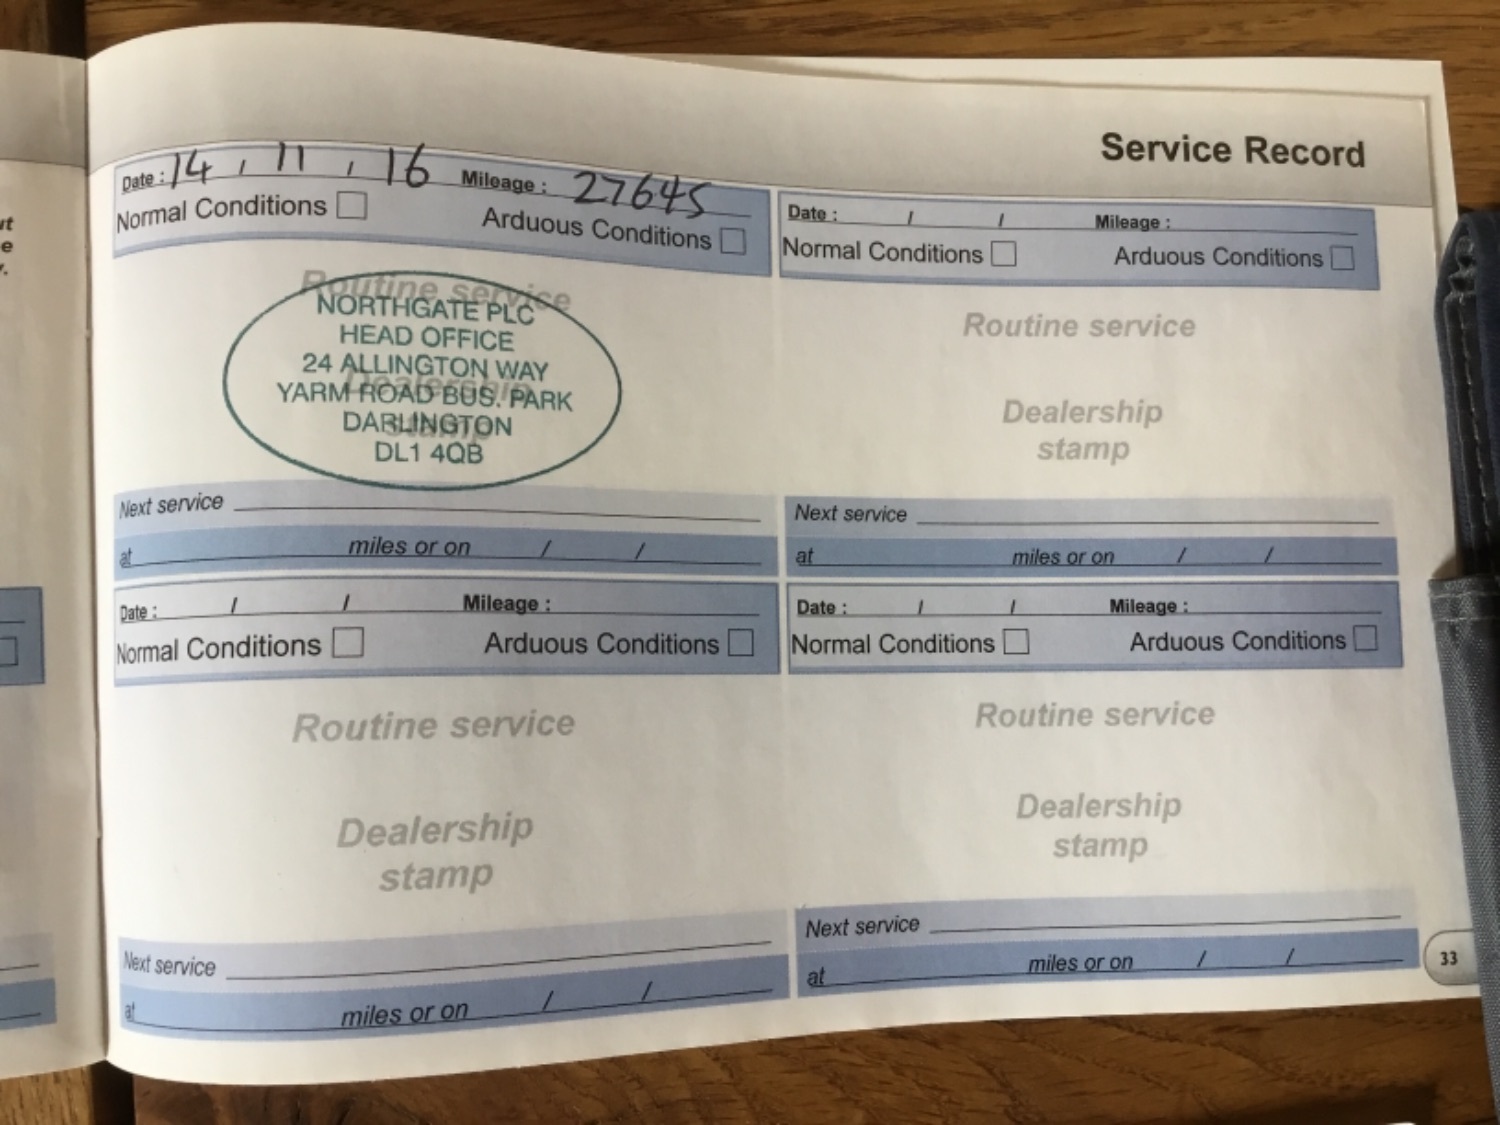 Service Record
Date : 14 / 11 / 16 Mileage : 27645
Normal Conditions Arduous Conditions
Routine service
Dealership
stamp
NORTHGATE PLC
HEAD OFFICE
24 ALLINGTON WAY
YARM ROAD BUS. PARK
DARLINGTON
DL1 4QB
Next service
at miles or on / /
Date : / / Mileage :
Normal Conditions Arduous Conditions
Routine service
Dealership
stamp
Next service
at miles or on / /
Date : / / Mileage :
Normal Conditions Arduous Conditions
Routine service
Dealership
stamp
Next service
at miles or on / /
Date : / / Mileage :
Normal Conditions Arduous Conditions
Routine service
Dealership
stamp
Next service
at miles or on / /
33